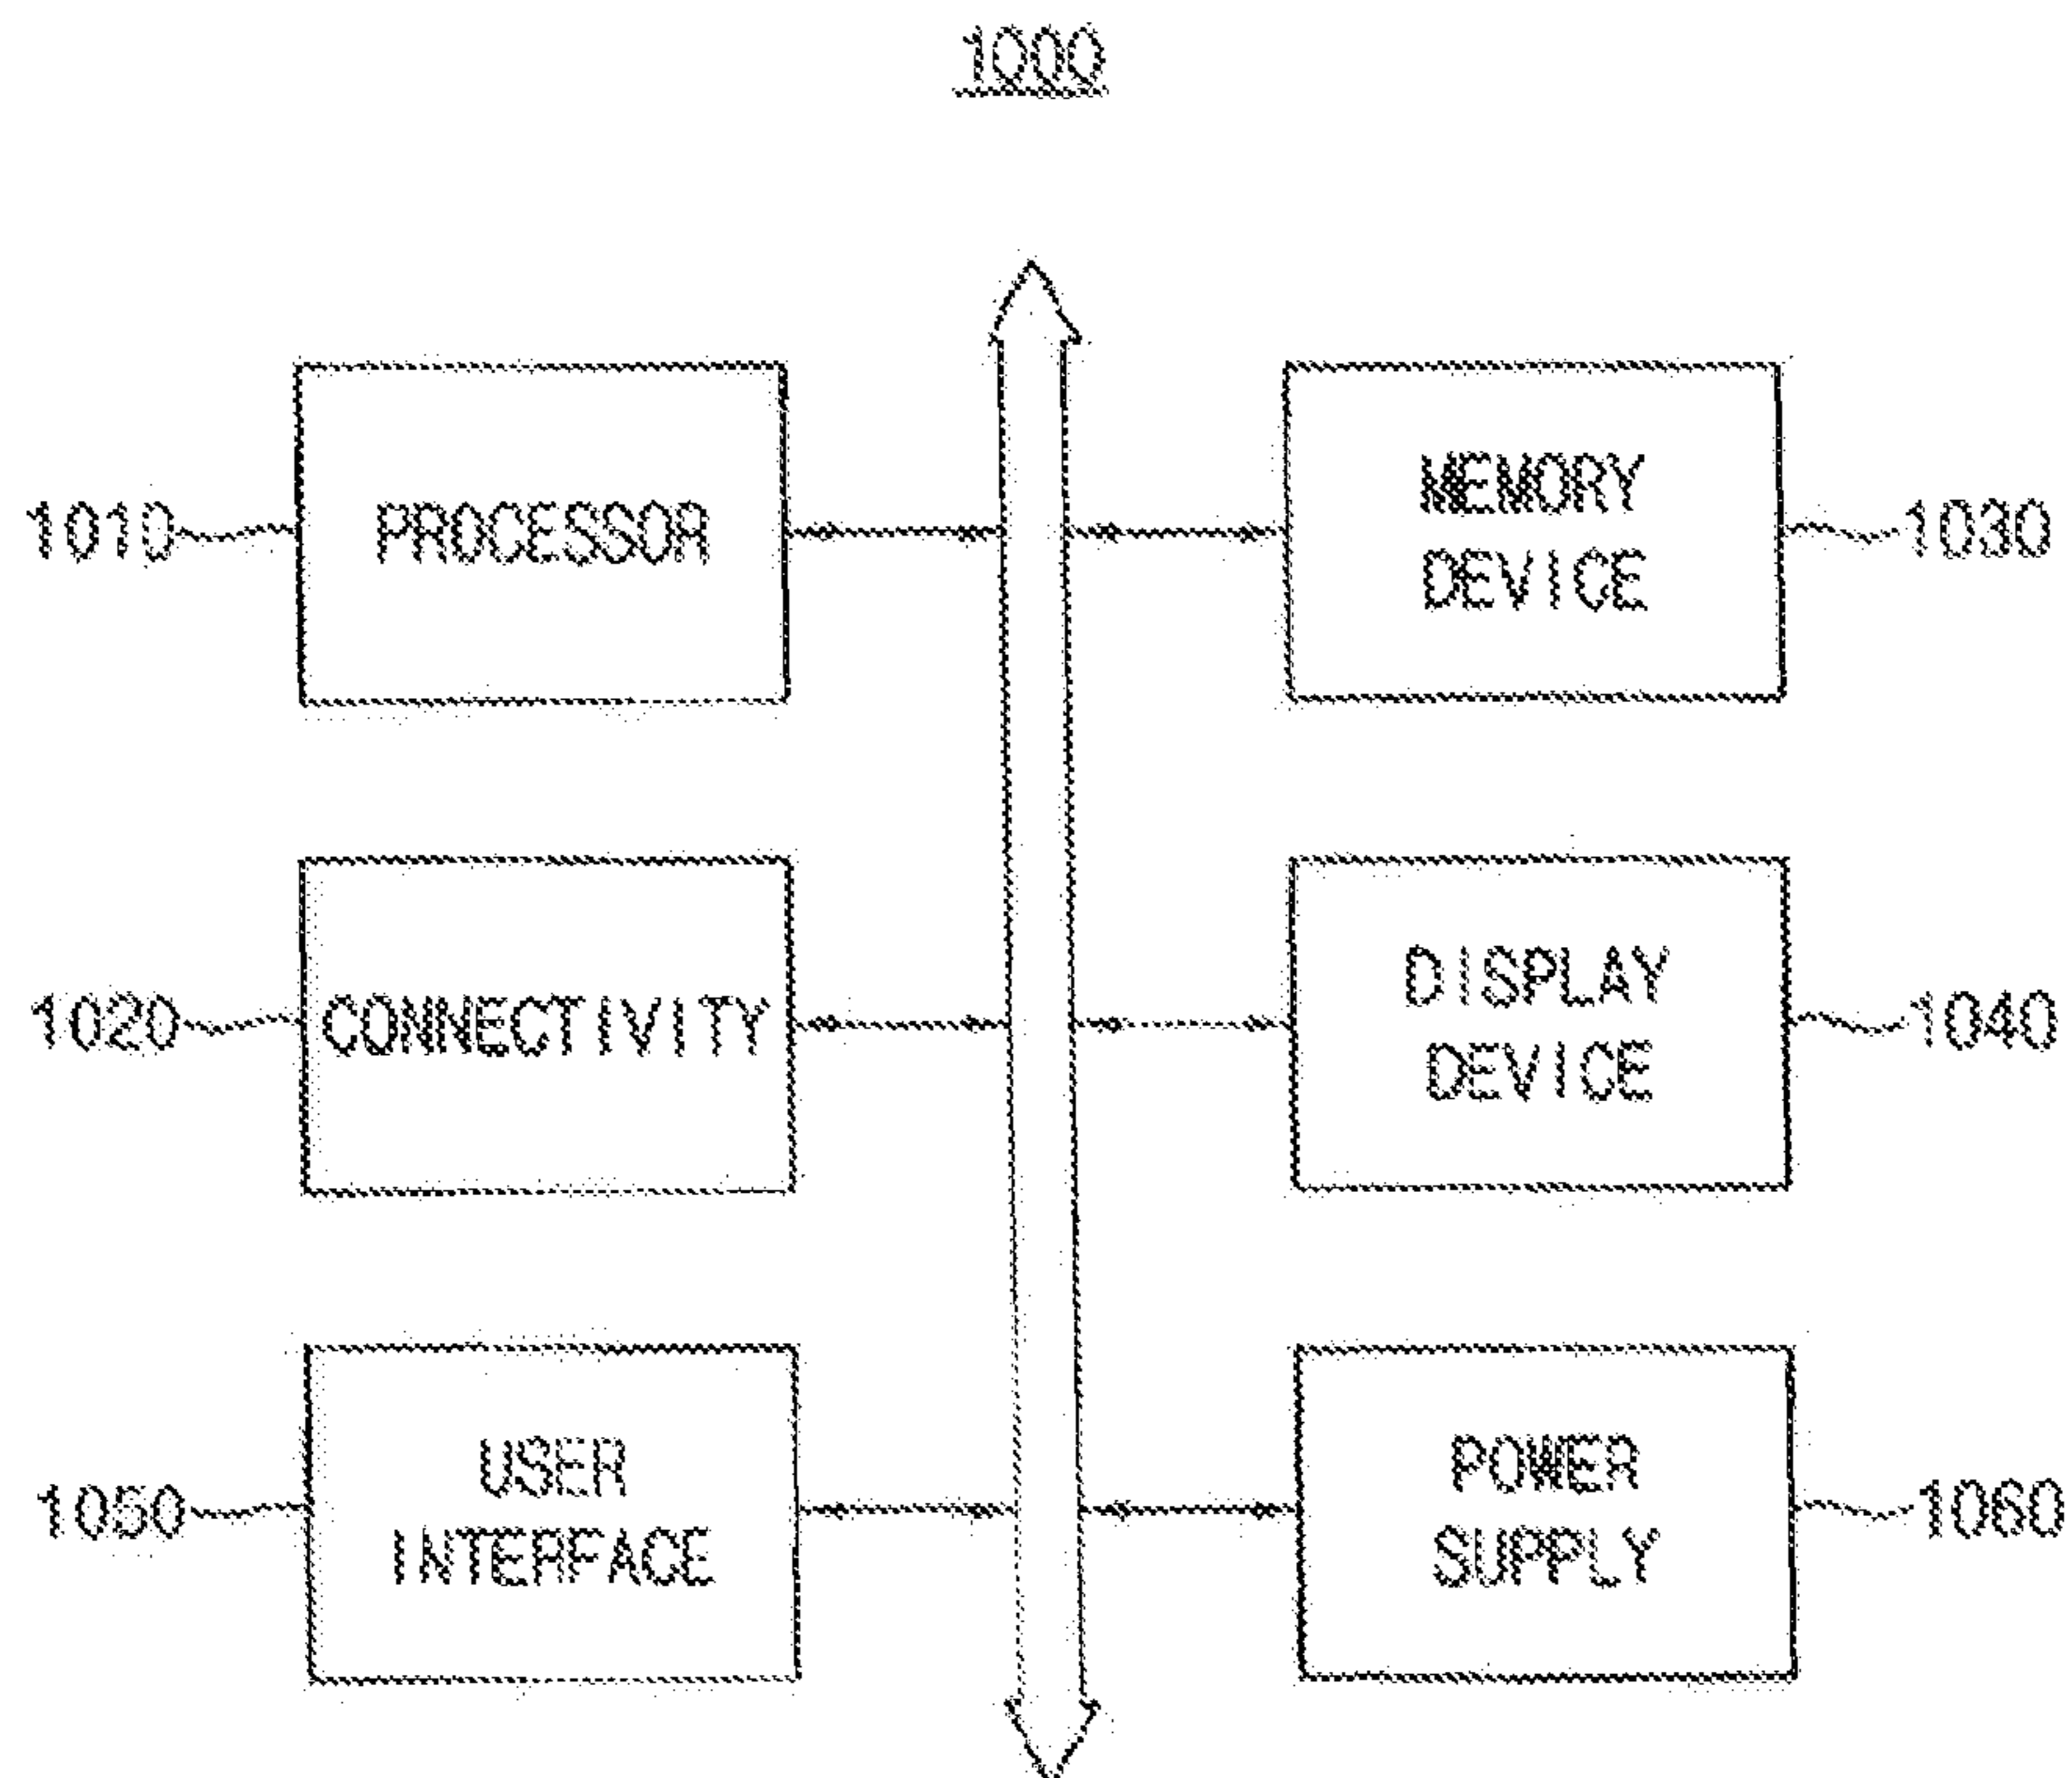 1000
1010
PROCESSOR
MEMORY
DEVICE
1030
1020
CONNECTIVITY
DISPLAY
DEVICE
1040
1050
USER
INTERFACE
POWER
SUPPLY
1060